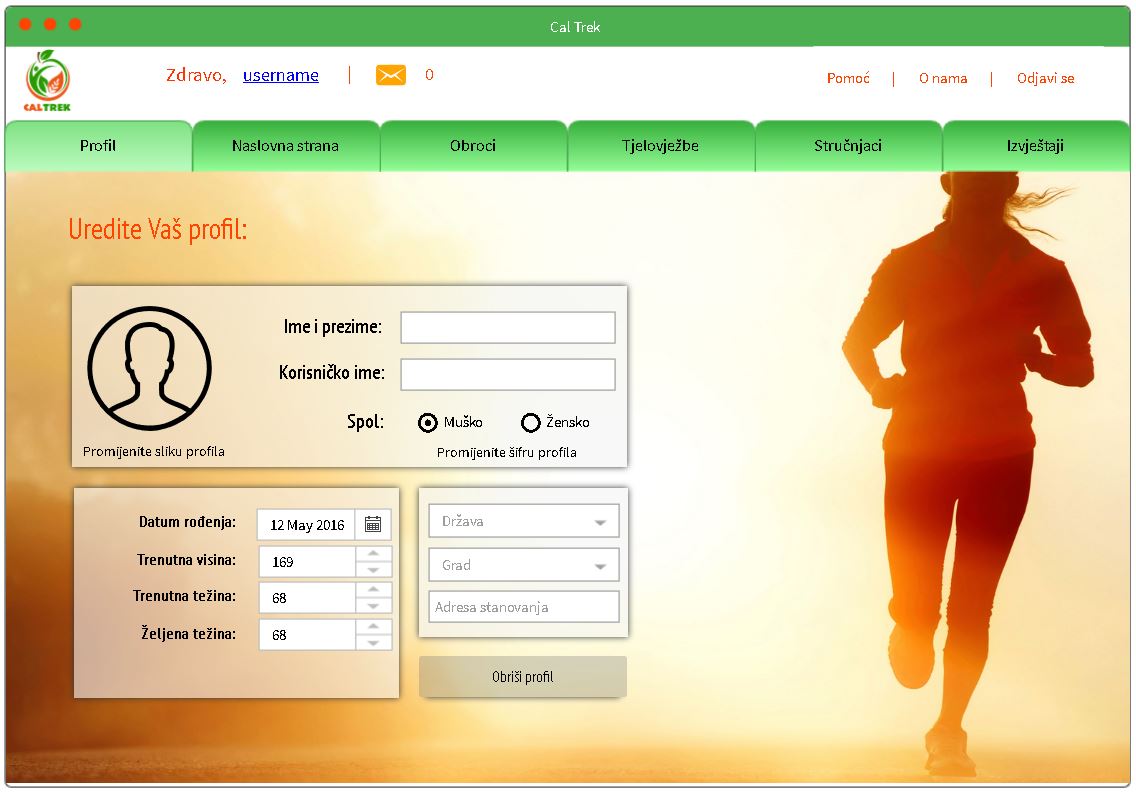 Cal Trek
CALTREK
Zdravo, username | 0
Pomoć | O nama | Odjavi se
Profil
Naslovna strana
Obroci
Tjelovježbe
Stručnjaci
Izvještaji
Uredite Vaš profil:
Ime i prezime:
Korisničko ime:
Spol: Muško Žensko
Promijenite sliku profila
Promijenite šifru profila
Datum rođenja: 12 May 2016
Trenutna visina: 169
Trenutna težina: 68
Željena težina: 68
Država
Grad
Adresa stanovanja
Obriši profil